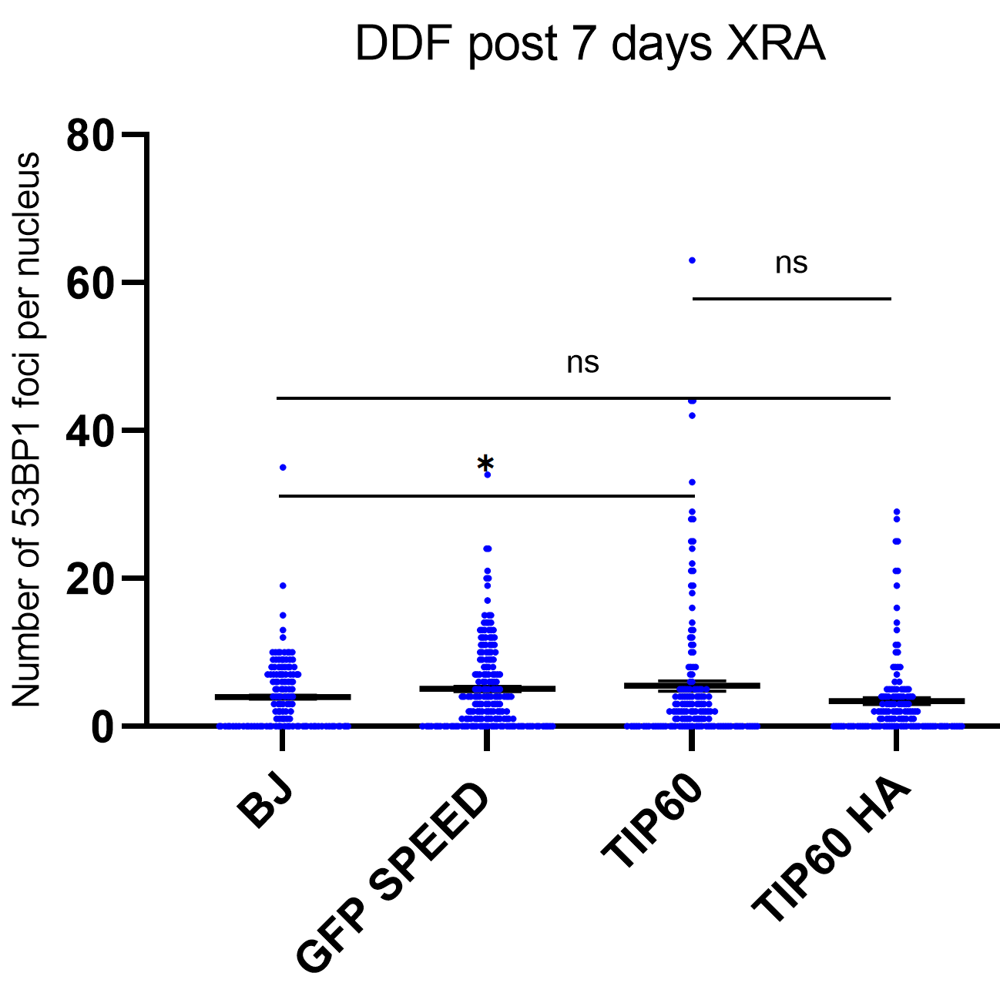 DDF post 7 days XRA
Number of 53BP1 foci per nucleus
80
60
40
20
0
ns
ns
*
BJ
GFP SPEED
TIP60
TIP60 HA